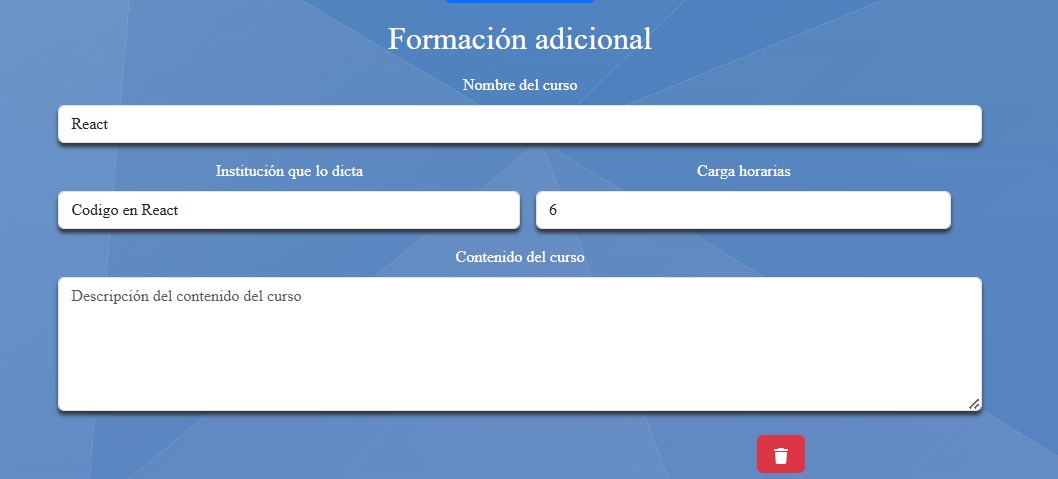 Formación adicional
Nombre del curso
React
Institución que lo dicta
Carga horarias
Codigo en React
6
Contenido del curso
Descripción del contenido del curso